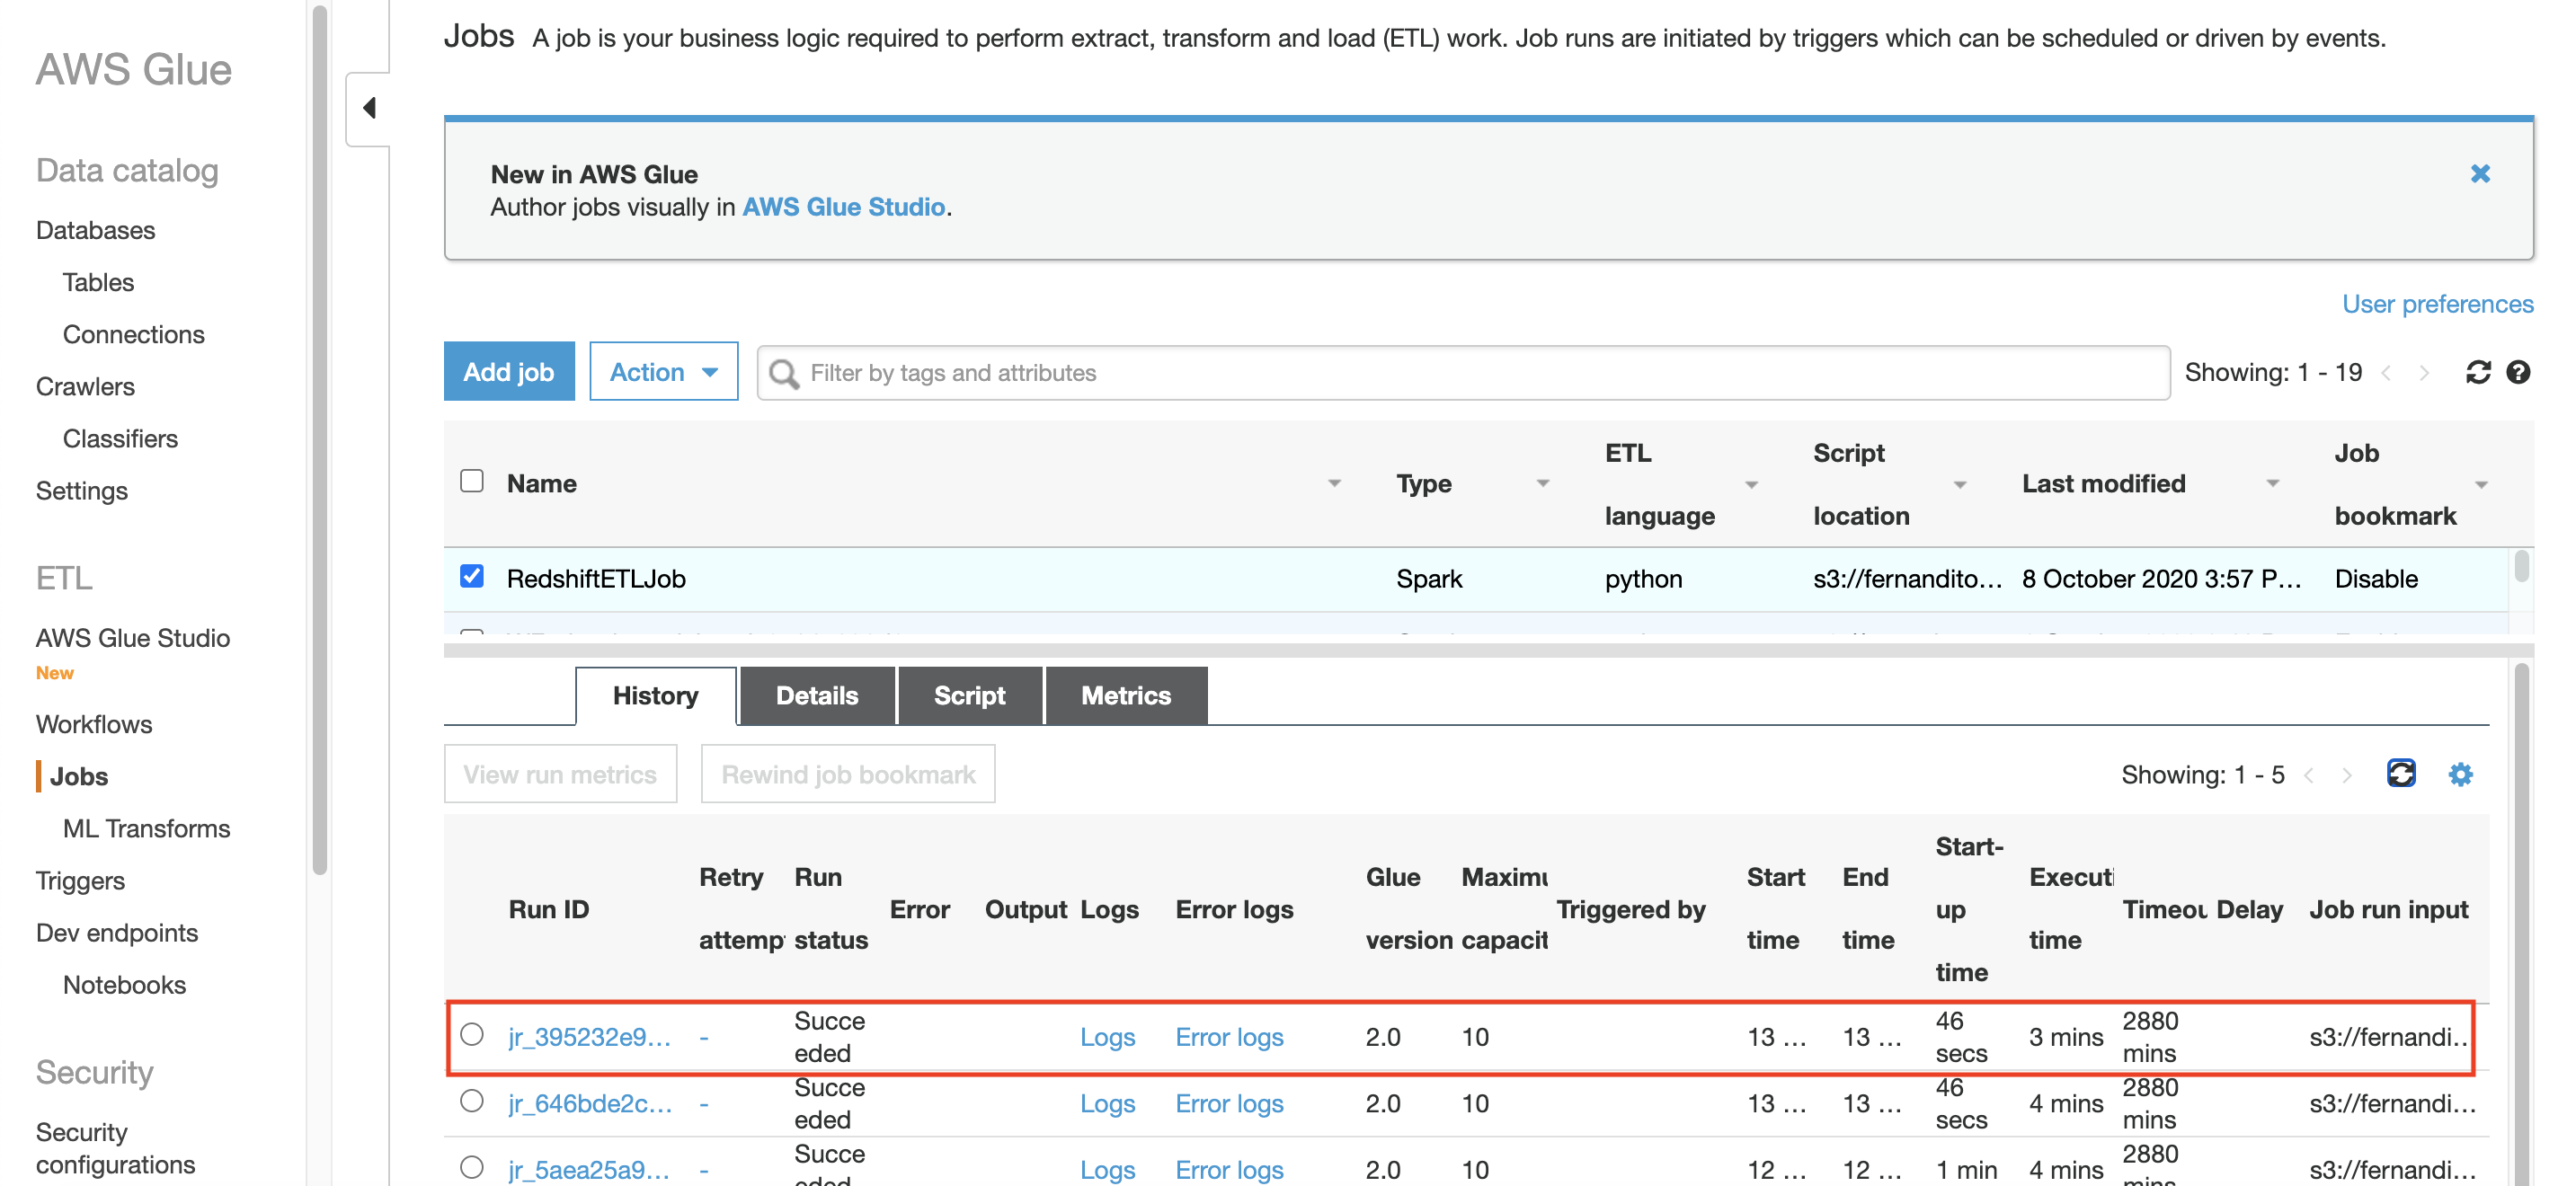 AWS Glue
Data catalog
Databases
Tables
Connections
Crawlers
Classifiers
Settings
ETL
AWS Glue Studio
New
Workflows
Jobs
ML Transforms
Triggers
Dev endpoints
Notebooks
Security
Security
configurations
Jobs A job is your business logic required to perform extract, transform and load (ETL) work. Job runs are initiated by triggers which can be scheduled or driven by events.
New in AWS Glue
Author jobs visually in AWS Glue Studio.
User preferences
Add job Action Filter by tags and attributes Showing: 1 - 19
Name Type ETL language Script location Last modified Job bookmark
RedshiftETLJob Spark python s3://fernandito... 8 October 2020 3:57 P... Disable
History Details Script Metrics
View run metrics Rewind job bookmark Showing: 1 - 5
Run ID Retry attemp Run status Error Output Logs Error logs Glue version Maximu capacit Triggered by Start time End time Start-up time Executi time Timeou Delay Job run input
jr_395232e9... - Succeeded Logs Error logs 2.0 10 13 ... 13 ... 46 secs 3 mins 2880 mins s3://fernandi...
jr_646bde2c... - Succeeded Logs Error logs 2.0 10 13 ... 13 ... 46 secs 4 mins 2880 mins s3://fernandi...
jr_5aea25a9... - Succeeded Logs Error logs 2.0 10 12 ... 12 ... 1 min 4 mins 2880 mins s3://fernandi...